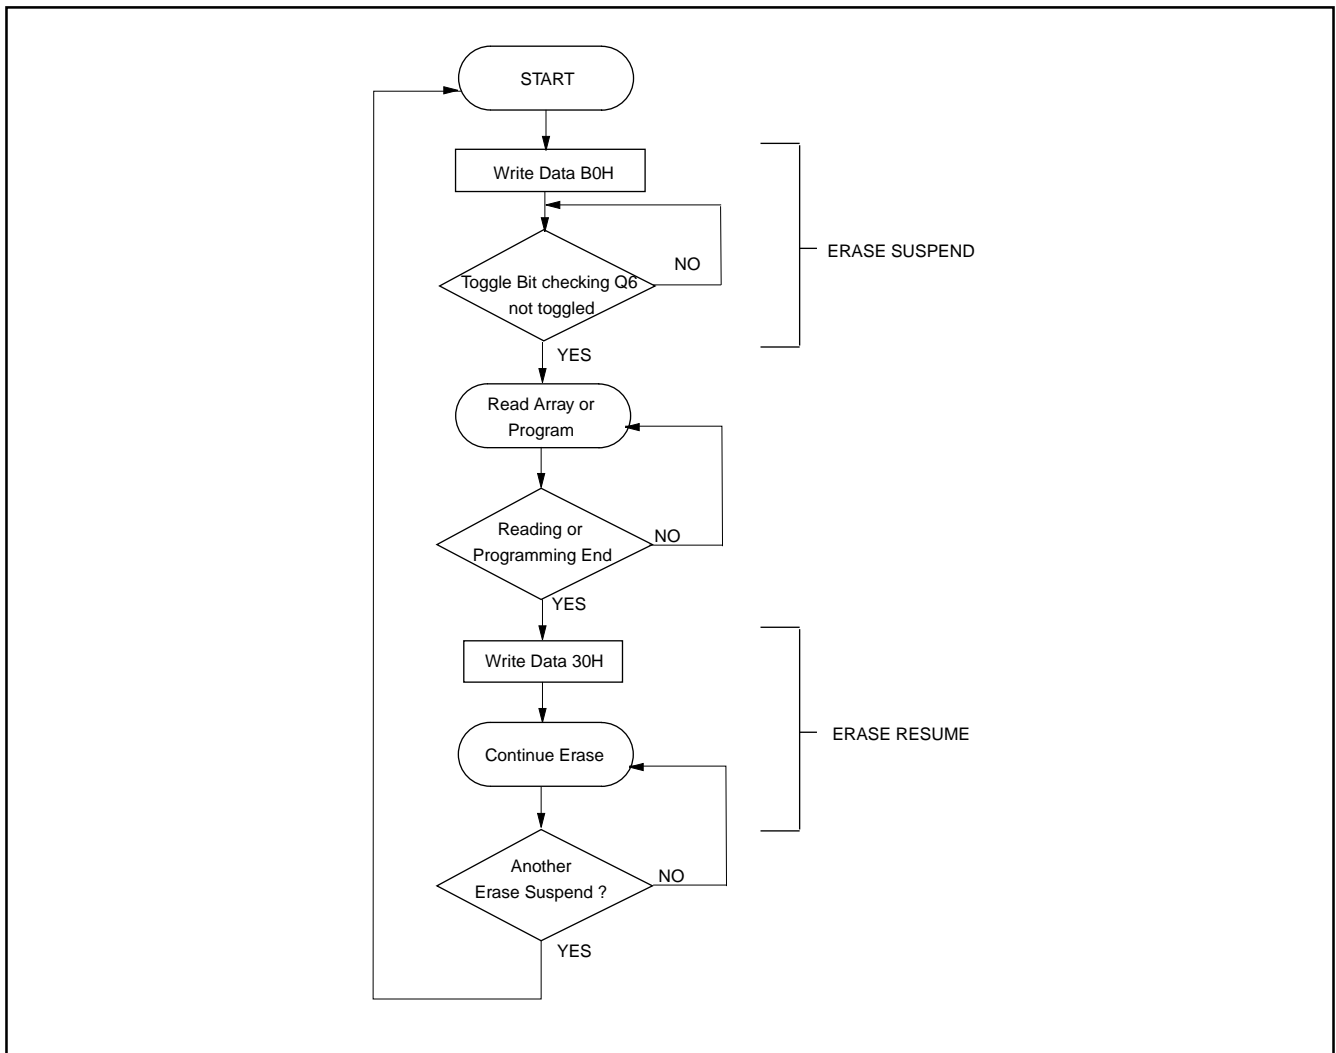 START
Write Data B0H
ERASE SUSPEND
NO
Toggle Bit checking Q6
not toggled
YES
Read Array or
Program
Reading or
NO
Programming End
YES
Write Data 30H
ERASE RESUME
Continue Erase
Another
NO
Erase Suspend ?
YES